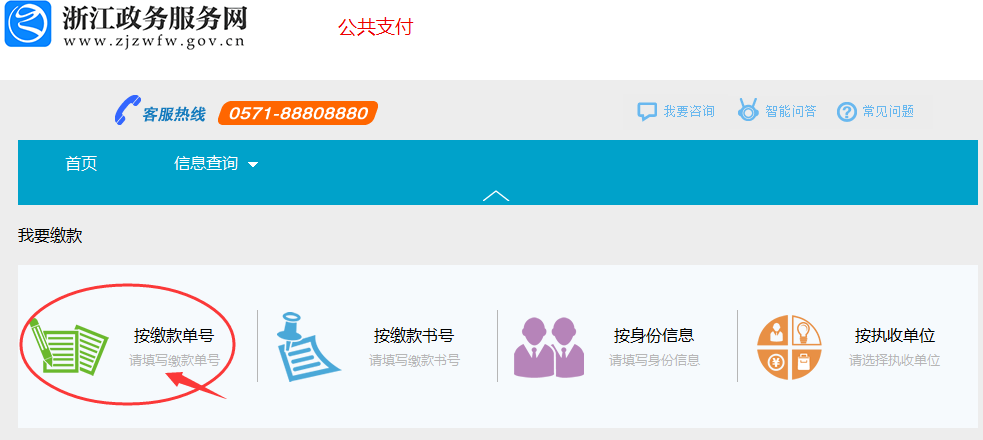 浙江政务服务网
www.zjzwfw.gov.cn
公共支付
客服热线 0571-88808880
我要咨询 智能问答 常见问题
首页 信息查询
我要缴款
按缴款单号
请填写缴款单号
按缴款书号
请填写缴款书号
按身份信息
请填写身份信息
按执收单位
请选择执收单位